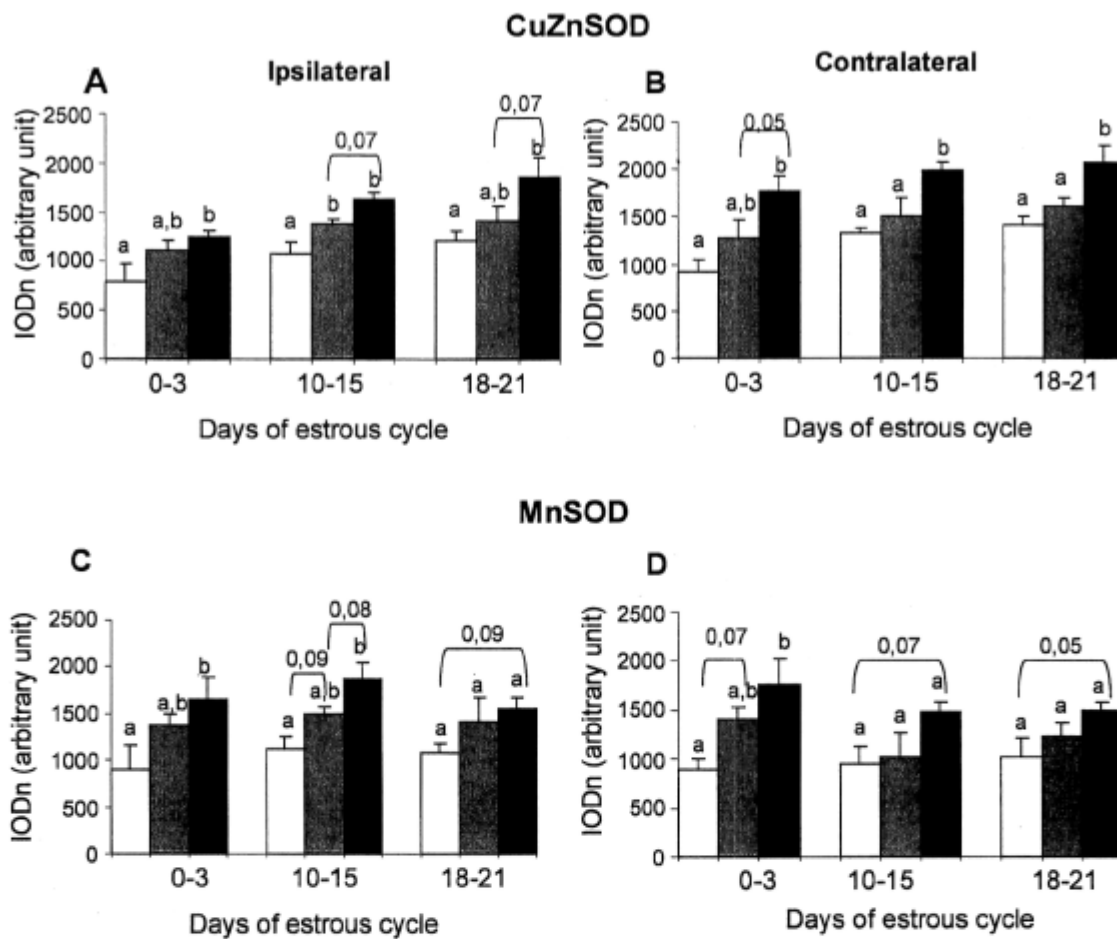 CuZnSOD
A
Ipsilateral
IODn (arbitrary unit)
2500
2000
1500
1000
500
0
a
a,b
b
0,07
a
b
b
0,07
a
a,b
b
0-3
10-15
18-21
Days of estrous cycle
B
Contralateral
IODn (arbitrary unit)
2500
2000
1500
1000
500
0
0,05
a
a,b
b
a
a
b
a
a
b
0-3
10-15
18-21
Days of estrous cycle
MnSOD
C
IODn (arbitrary unit)
2500
2000
1500
1000
500
0
a
a,b
b
0,09
0,08
a
a,b
b
0,09
a
a
a
0-3
10-15
18-21
Days of estrous cycle
D
IODn (arbitrary unit)
2500
2000
1500
1000
500
0
0,07
a
a,b
b
0,07
a
a
a
0,05
a
a
a
0-3
10-15
18-21
Days of estrous cycle